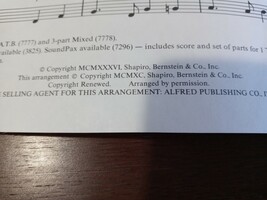 A.T.B. (7777) and 3-part Mixed (7778).
available (3825) SoundPax available (7296) — includes score and set of parts for
© Copyright MCMXXXVI, Shapiro, Bernstein & Co., Inc.
This arrangement © Copyright MCMXC, Shapiro, Bernstein & Co., Inc.
Copyright Renewed. Arranged by permission.
E SELLING AGENT FOR THIS ARRANGEMENT: ALFRED PUBLISHING CO., I